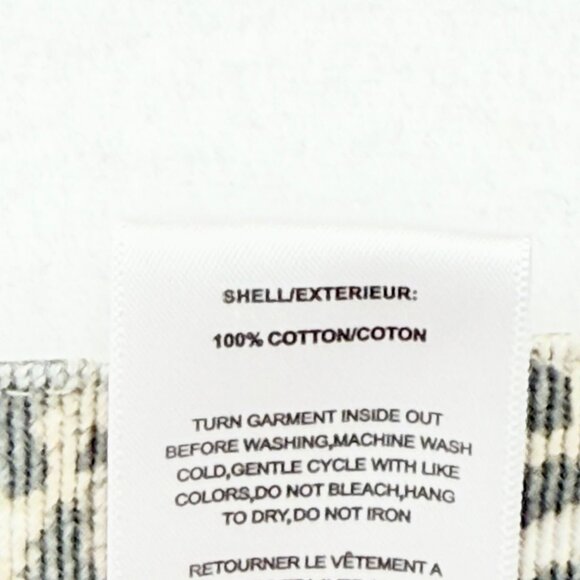 SHELL/EXTERIEUR:
100% COTTON/COTON
TURN GARMENT INSIDE OUT
BEFORE WASHING,MACHINE WASH
COLD,GENTLE CYCLE WITH LIKE
COLORS,DO NOT BLEACH,HANG
TO DRY,DO NOT IRON
RETOURNER LE VÊTEMENT A